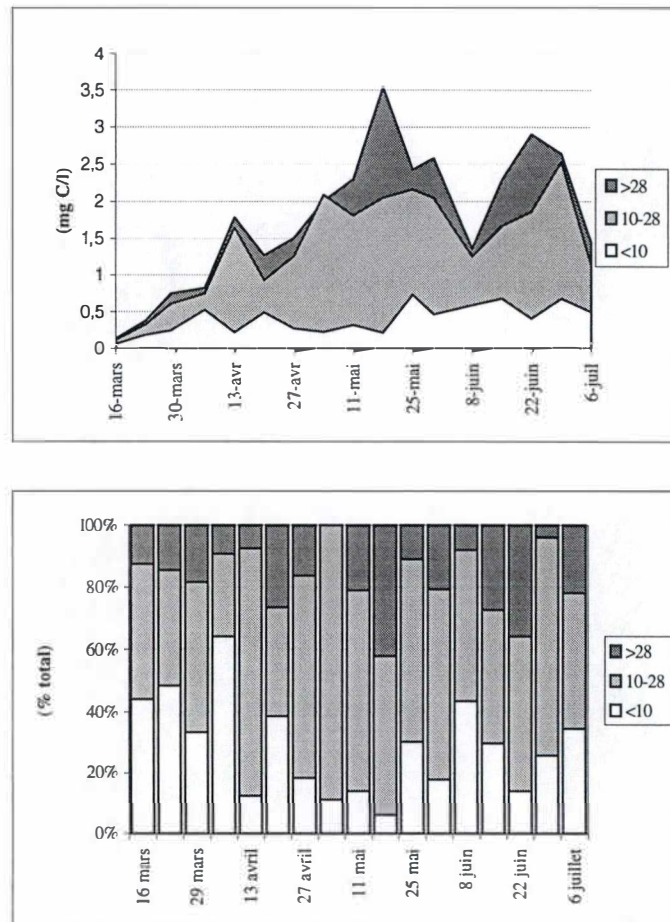 4
3,5
3
2,5
2
1,5
1
0,5
0
(mg C/l)
16-mars
30-mars
13-avr
27-avr
11-mai
25-mai
8-juin
22-juin
6-juil
>28
10-28
<10
100%
80%
60%
40%
20%
0%
(% total)
16 mars
29 mars
13 avril
27 avril
11 mai
25 mai
8 juin
22 juin
6 juillet
>28
10-28
<10